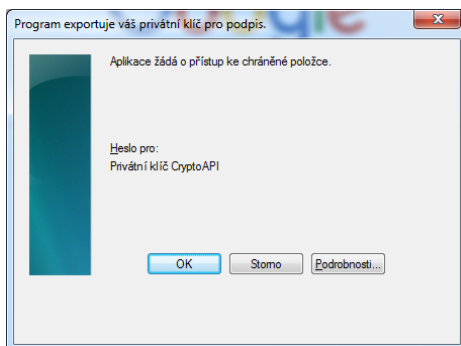 Program exportuje váš privátní klíč pro podpis.
Aplikace žádá o přístup ke chráněné položce.
Heslo pro:
Privátní klíč CryptoAPI
OK
Storno
Podrobnosti...